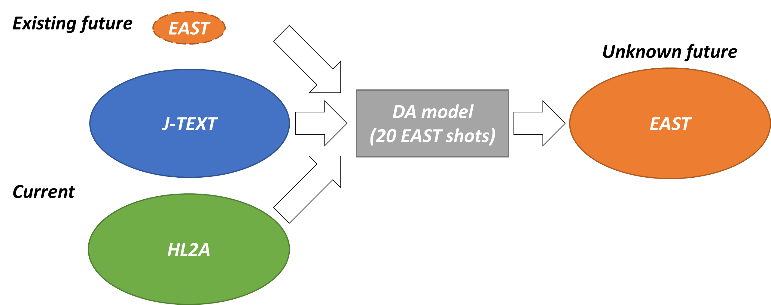 Existing future
EAST
Unknown future
J-TEXT
DA model
(20 EAST shots)
EAST
Current
HL2A